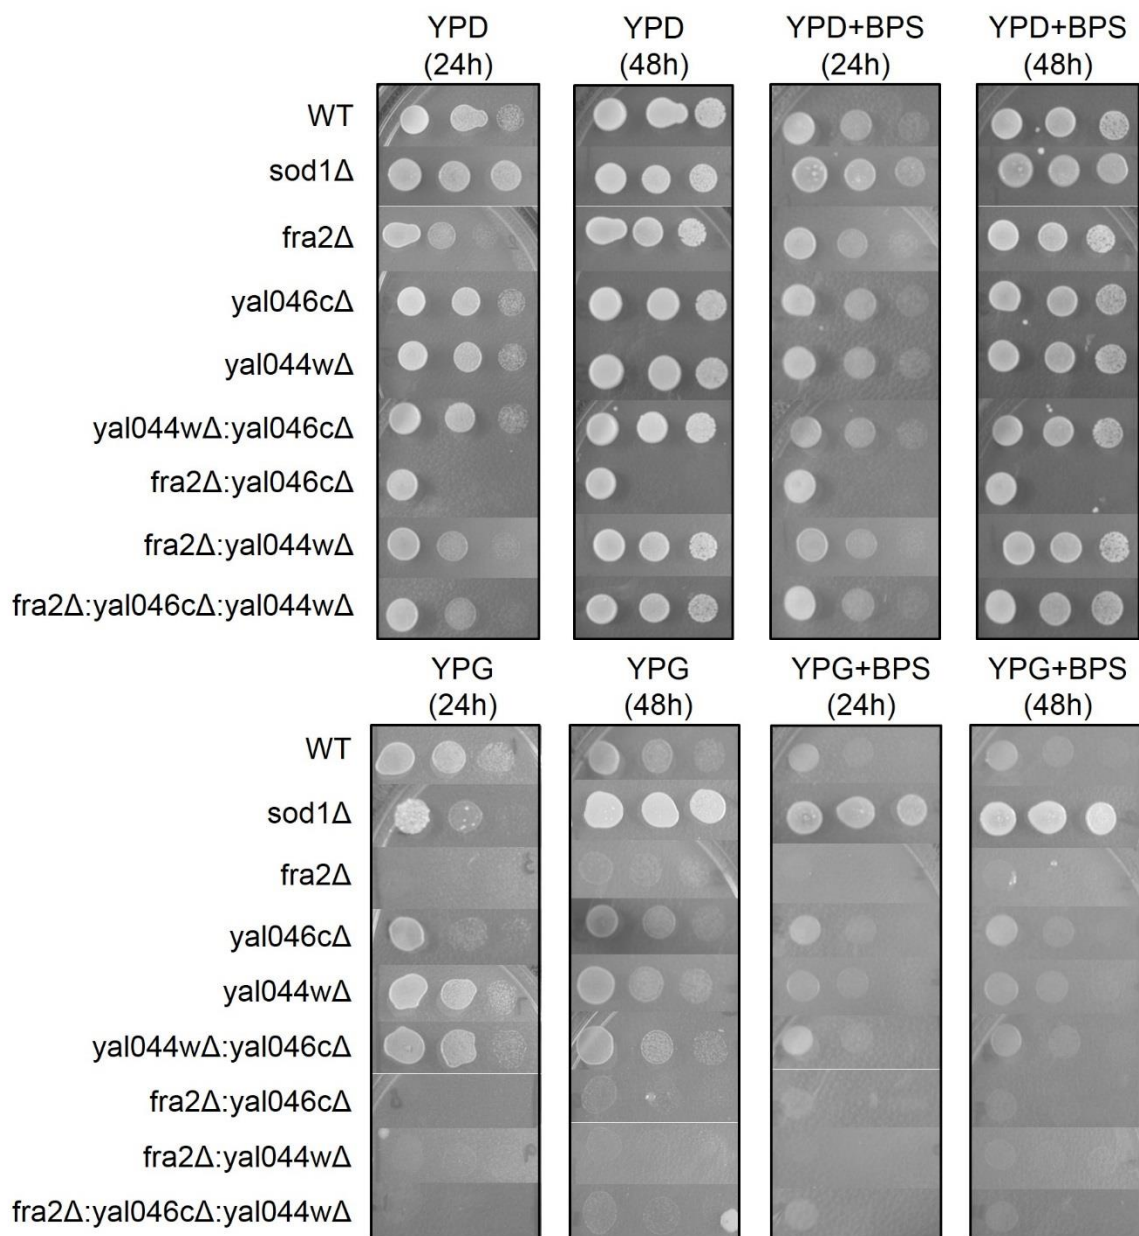 YPD YPD YPD+BPS YPD+BPS
(24h) (48h) (24h) (48h)
WT
sod1Δ
fra2Δ
yal046cΔ
yal044wΔ
yal044wΔ:yal046cΔ
fra2Δ:yal046cΔ
fra2Δ:yal044wΔ
fra2Δ:yal046cΔ:yal044wΔ
YPG YPG YPG+BPS YPG+BPS
(24h) (48h) (24h) (48h)
WT
sod1Δ
fra2Δ
yal046cΔ
yal044wΔ
yal044wΔ:yal046cΔ
fra2Δ:yal046cΔ
fra2Δ:yal044wΔ
fra2Δ:yal046cΔ:yal044wΔ